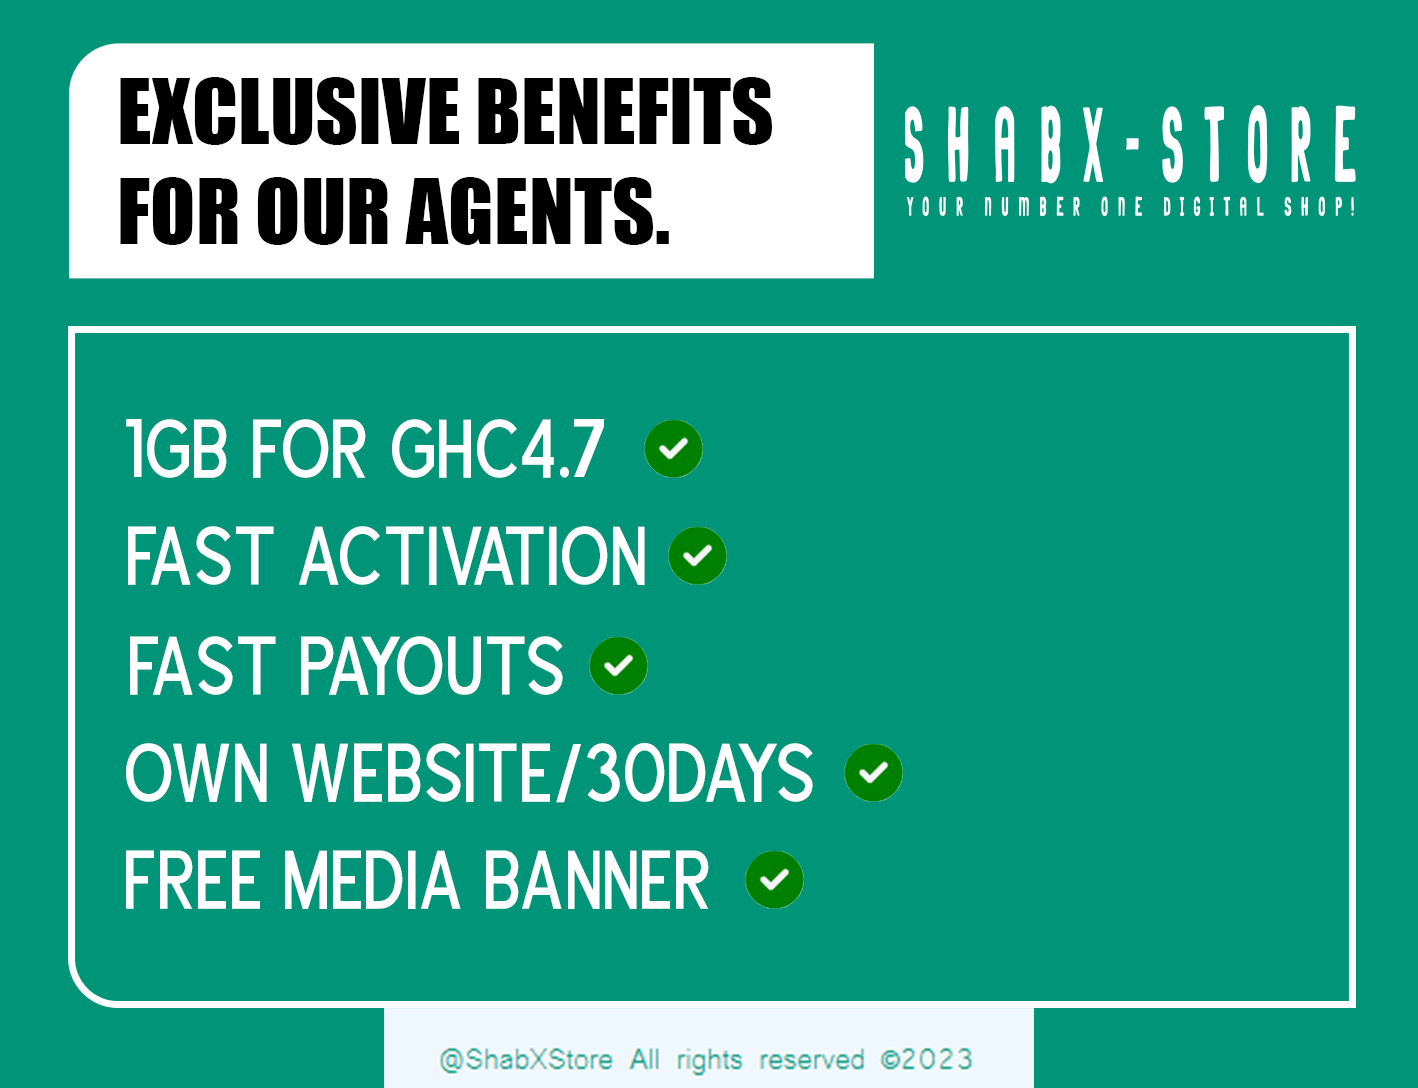 EXCLUSIVE BENEFITS
FOR OUR AGENTS.
SHABX-STORE
YOUR NUMBER ONE DIGITAL SHOP!
1GB FOR GHC4.7
FAST ACTIVATION
FAST PAYOUTS
OWN WEBSITE/30DAYS
FREE MEDIA BANNER
@ShabXStore All rights reserved ©2023